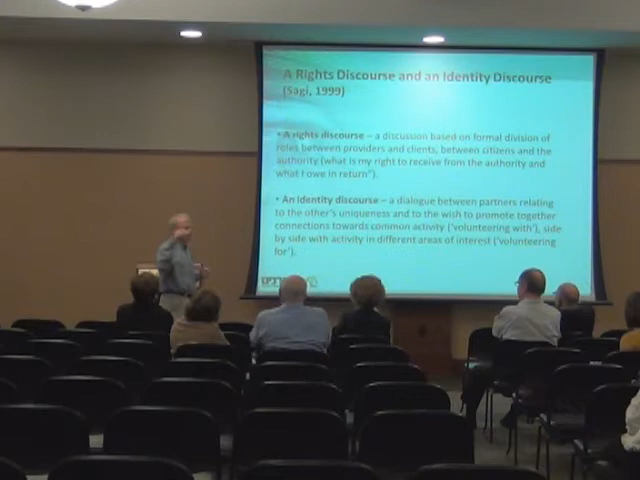 A Rights Discourse and an Identity Discourse
(Sagi, 1999)
• A rights discourse – a discussion based on formal division of
roles between providers and clients, between citizens and the
authority (what is my right to receive from the authority and
what I owe in return").
• An identity discourse – a dialogue between partners relating
to the other's uniqueness and to the wish to promote together
connections towards common activity ('volunteering with'), side
by side with activity in different areas of interest ('volunteering
for').